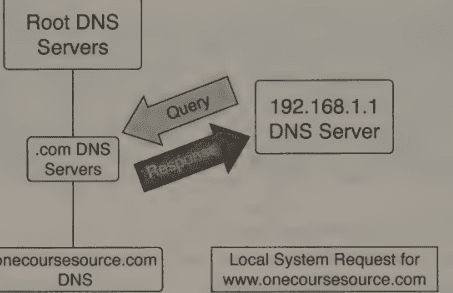 Root DNS
Servers
Query
192.168.1.1
DNS Server
.com DNS
Servers
Response
onecoursesource.com
DNS
Local System Request for
www.onecoursesource.com